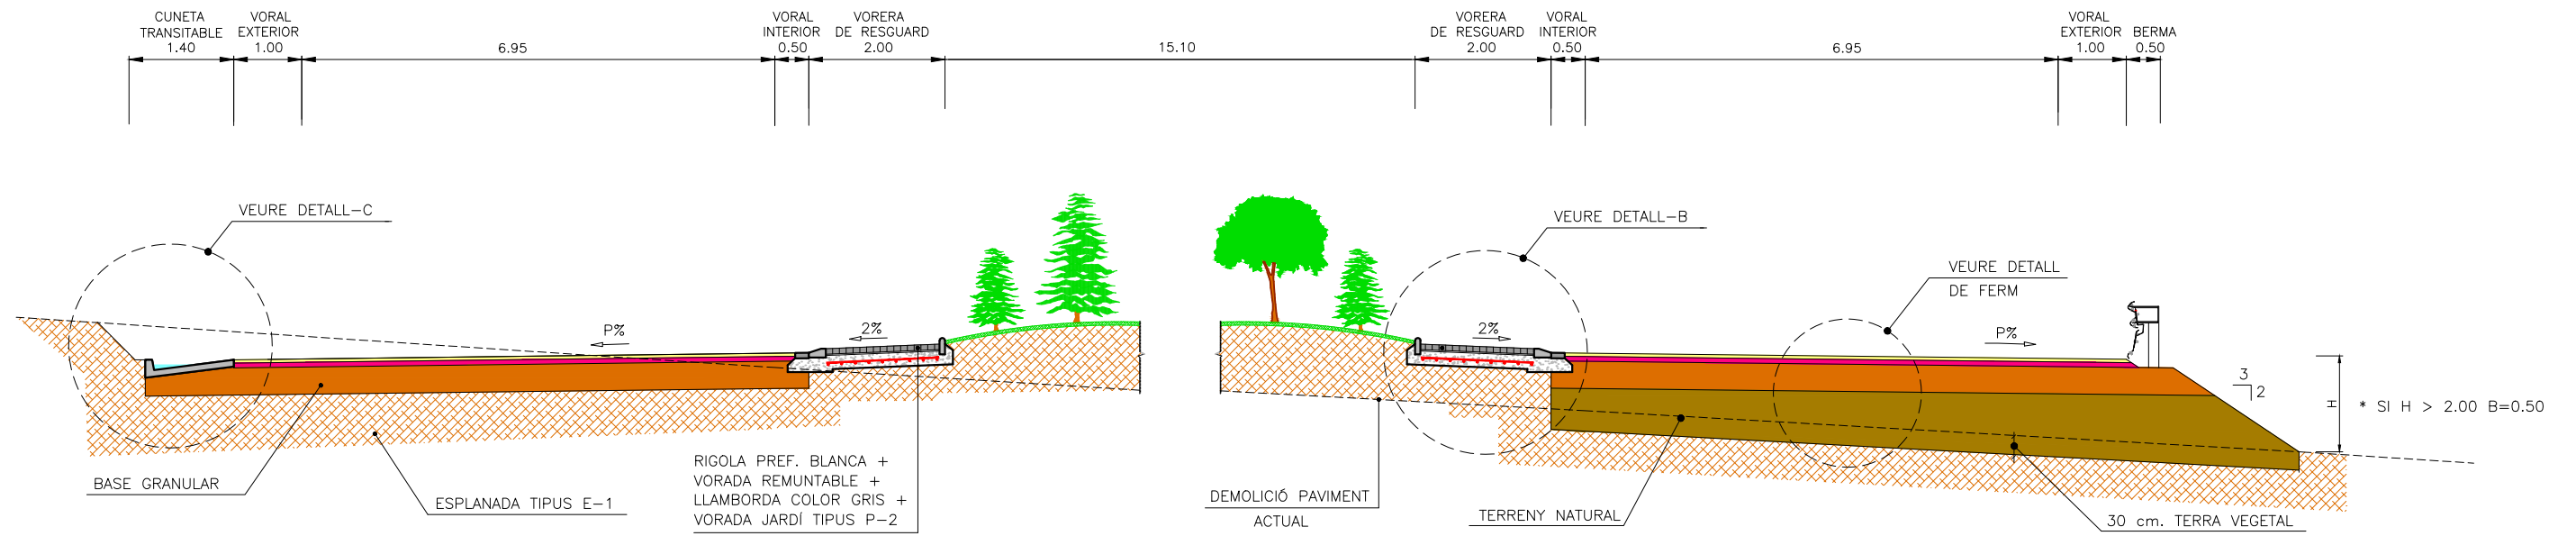 CUNETA
TRANSITABLE
1.40
VORAL
EXTERIOR
1.00
6.95
VORAL
INTERIOR
0.50
VORERA
DE RESGUARD
2.00
15.10
VORERA
DE RESGUARD
2.00
VORAL
INTERIOR
0.50
6.95
VORAL
EXTERIOR
1.00
BERMA
0.50
VEURE DETALL-C
VEURE DETALL-B
VEURE DETALL
DE FERM
P%
2%
2%
P%
3
2
H
* SI H > 2.00 B=0.50
BASE GRANULAR
ESPLANADA TIPUS E-1
RIGOLA PREF. BLANCA +
VORADA REMUNTABLE +
LLAMBORDA COLOR GRIS +
VORADA JARDÍ TIPUS P-2
DEMOLICIÓ PAVIMENT
ACTUAL
TERRENY NATURAL
30 cm. TERRA VEGETAL